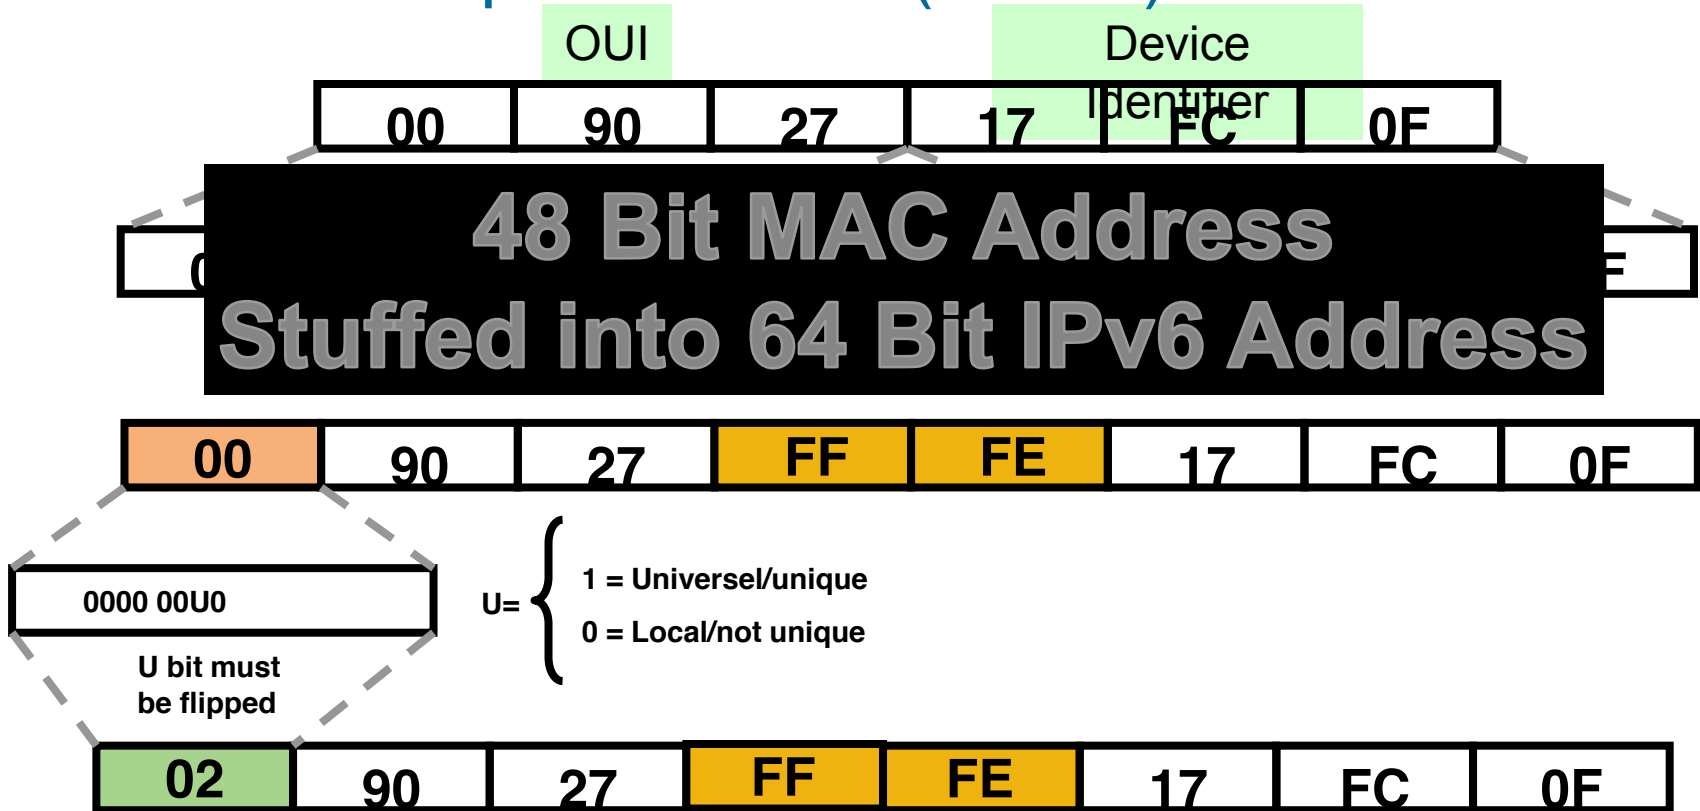 OUI
Device
Identifier
00 90 27 17 FC 0F
48 Bit MAC Address
Stuffed into 64 Bit IPv6 Address
00 90 27 FF FE 17 FC 0F
0000 00U0
U=
1 = Universel/unique
0 = Local/not unique
U bit must
be flipped
02 90 27 FF FE 17 FC 0F